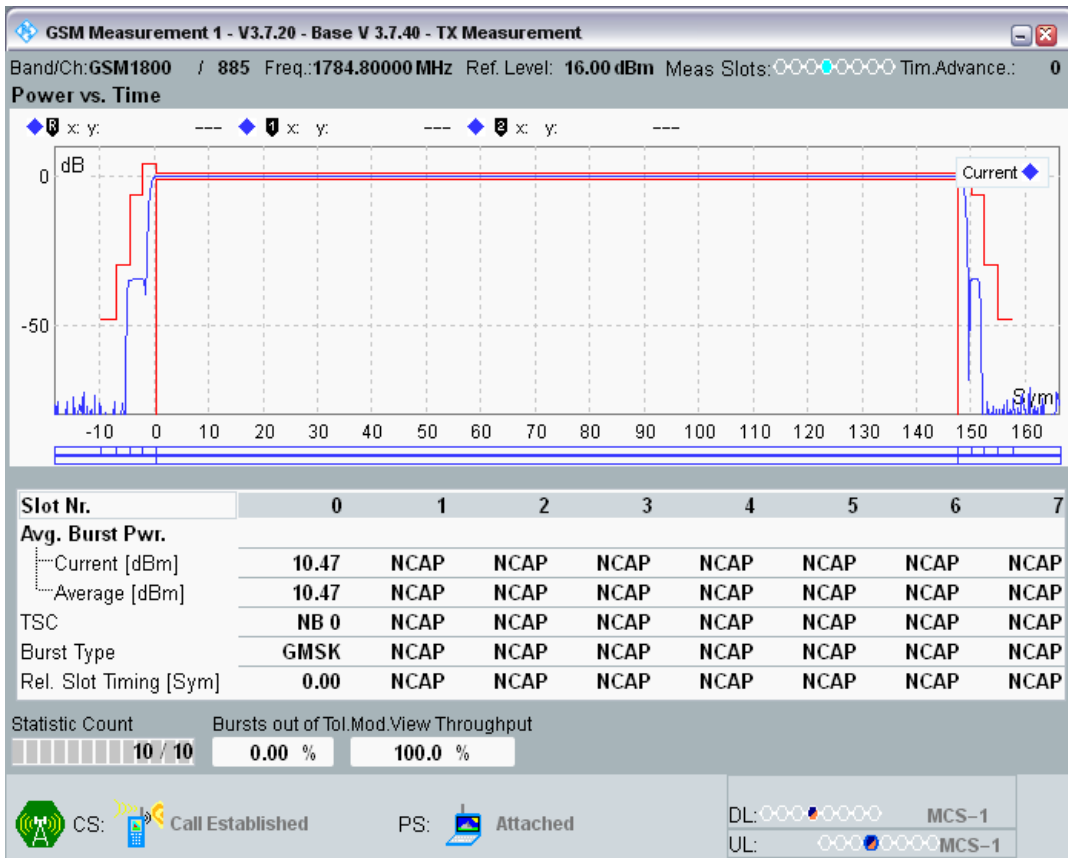 GSM Measurement 1 - V3.7.20 - Base V 3.7.40 - TX Measurement
Band/Ch:GSM1800 / 885 Freq.:1784.80000 MHz Ref. Level: 16.00 dBm Meas Slots: Tim.Advance.: 0
Power vs. Time
R x: y: --- 1 x: y: --- 2 x: y: ---
dB
Current
0
-50
Sym
-10 0 10 20 30 40 50 60 70 80 90 100 110 120 130 140 150 160
Slot Nr. 0 1 2 3 4 5 6 7
Avg. Burst Pwr.
Current [dBm] 10.47 NCAP NCAP NCAP NCAP NCAP NCAP NCAP
Average [dBm] 10.47 NCAP NCAP NCAP NCAP NCAP NCAP NCAP
TSC NB 0 NCAP NCAP NCAP NCAP NCAP NCAP NCAP
Burst Type GMSK NCAP NCAP NCAP NCAP NCAP NCAP NCAP
Rel. Slot Timing [Sym] 0.00 NCAP NCAP NCAP NCAP NCAP NCAP NCAP
Statistic Count Bursts out of Tol.Mod.View Throughput
10 / 10 0.00 % 100.0 %
CS: Call Established PS: Attached
DL: MCS-1
UL: MCS-1